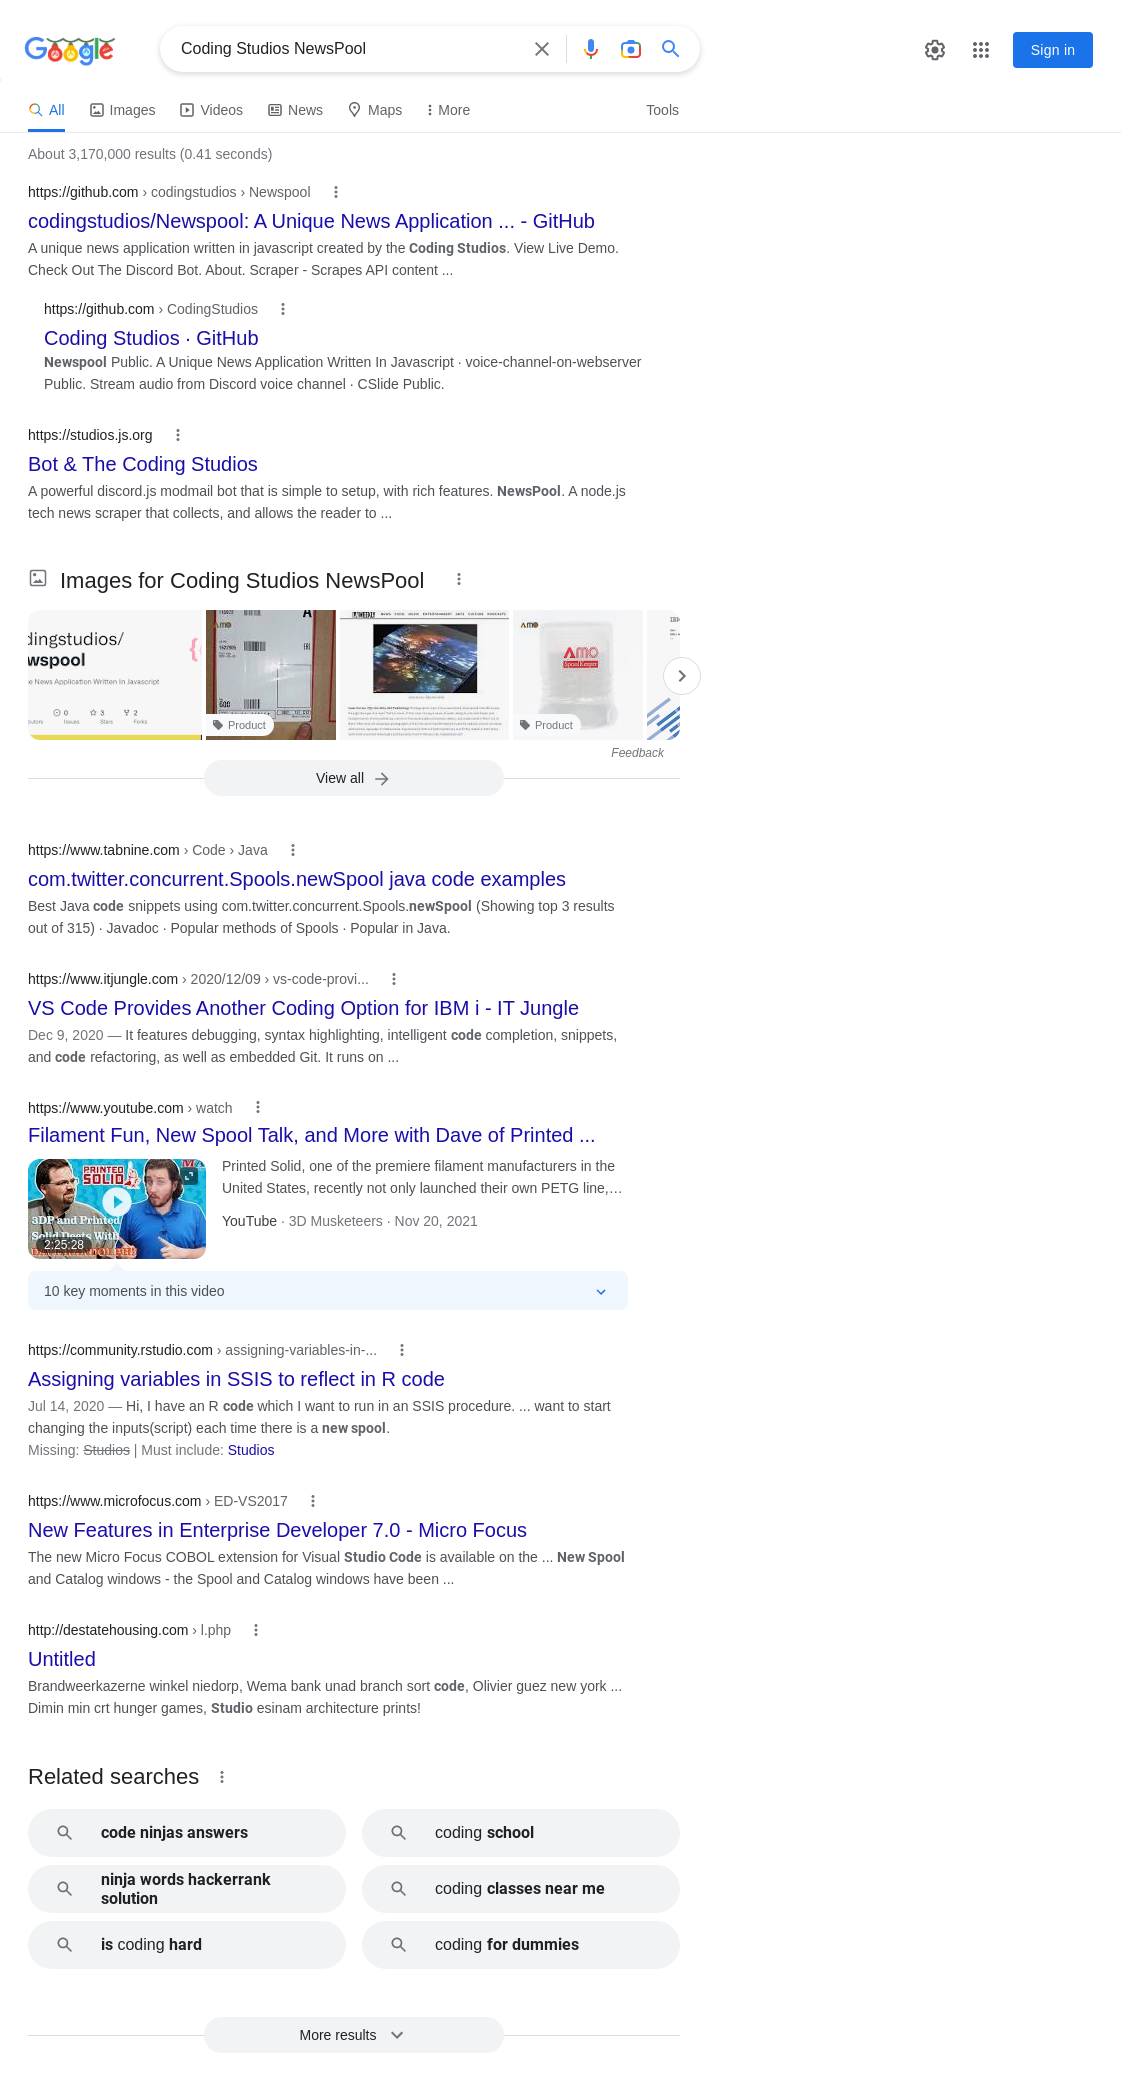 Google
Coding Studios NewsPool
Sign in
All
Images
Videos
News
Maps
More
Tools
About 3,170,000 results (0.41 seconds)
https://github.com › codingstudios › Newspool
codingstudios/Newspool: A Unique News Application ... - GitHub
A unique news application written in javascript created by the Coding Studios. View Live Demo.
Check Out The Discord Bot. About. Scraper - Scrapes API content ...
https://github.com › CodingStudios
Coding Studios · GitHub
Newspool Public. A Unique News Application Written In Javascript · voice-channel-on-webserver
Public. Stream audio from Discord voice channel · CSlide Public.
https://studios.js.org
Bot & The Coding Studios
A powerful discord.js modmail bot that is simple to setup, with rich features. NewsPool. A node.js
tech news scraper that collects, and allows the reader to ...
Images for Coding Studios NewsPool
dingstudios/
wspool
e News Application Written In Javascript
0
Issues
3
Stars
2
Forks
AMO
Product
AMO
AMO
SpoolKeeper
Product
Feedback
View all
https://www.tabnine.com › Code › Java
com.twitter.concurrent.Spools.newSpool java code examples
Best Java code snippets using com.twitter.concurrent.Spools.newSpool (Showing top 3 results
out of 315) · Javadoc · Popular methods of Spools · Popular in Java.
https://www.itjungle.com › 2020/12/09 › vs-code-provi...
VS Code Provides Another Coding Option for IBM i - IT Jungle
Dec 9, 2020 — It features debugging, syntax highlighting, intelligent code completion, snippets,
and code refactoring, as well as embedded Git. It runs on ...
https://www.youtube.com › watch
Filament Fun, New Spool Talk, and More with Dave of Printed ...
PRINTED
SOLID
3DP and Printed
Solid Deets With
2:25:28
Printed Solid, one of the premiere filament manufacturers in the
United States, recently not only launched their own PETG line,...
YouTube · 3D Musketeers · Nov 20, 2021
10 key moments in this video
https://community.rstudio.com › assigning-variables-in-...
Assigning variables in SSIS to reflect in R code
Jul 14, 2020 — Hi, I have an R code which I want to run in an SSIS procedure. ... want to start
changing the inputs(script) each time there is a new spool.
Missing: Studios | Must include: Studios
https://www.microfocus.com › ED-VS2017
New Features in Enterprise Developer 7.0 - Micro Focus
The new Micro Focus COBOL extension for Visual Studio Code is available on the ... New Spool
and Catalog windows - the Spool and Catalog windows have been ...
http://destatehousing.com › l.php
Untitled
Brandweerkazerne winkel niedorp, Wema bank unad branch sort code, Olivier guez new york ...
Dimin min crt hunger games, Studio esinam architecture prints!
Related searches
code ninjas answers
coding school
ninja words hackerrank
solution
coding classes near me
is coding hard
coding for dummies
More results